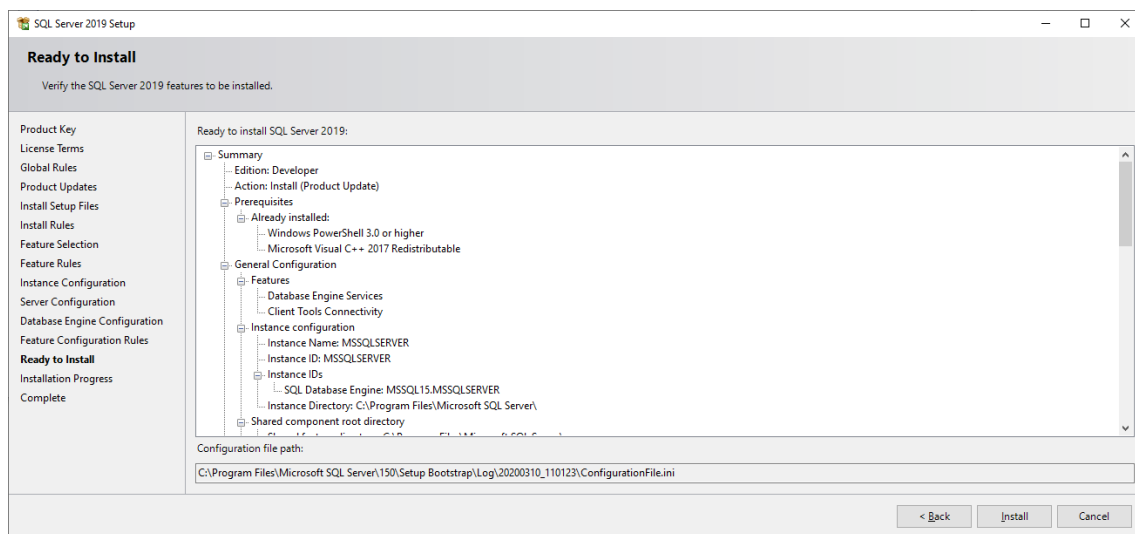 SQL Server 2019 Setup
Ready to Install
Verify the SQL Server 2019 features to be installed.
Product Key
License Terms
Global Rules
Product Updates
Install Setup Files
Install Rules
Feature Selection
Feature Rules
Instance Configuration
Server Configuration
Database Engine Configuration
Feature Configuration Rules
Ready to Install
Installation Progress
Complete
Ready to install SQL Server 2019:
Summary
Edition: Developer
Action: Install (Product Update)
Prerequisites
Already installed:
Windows PowerShell 3.0 or higher
Microsoft Visual C++ 2017 Redistributable
General Configuration
Features
Database Engine Services
Client Tools Connectivity
Instance configuration
Instance Name: MSSQLSERVER
Instance ID: MSSQLSERVER
Instance IDs
SQL Database Engine: MSSQL15.MSSQLSERVER
Instance Directory: C:\Program Files\Microsoft SQL Server\
Shared component root directory
Configuration file path:
C:\Program Files\Microsoft SQL Server\150\Setup Bootstrap\Log\20200310_110123\ConfigurationFile.ini
< Back
Install
Cancel